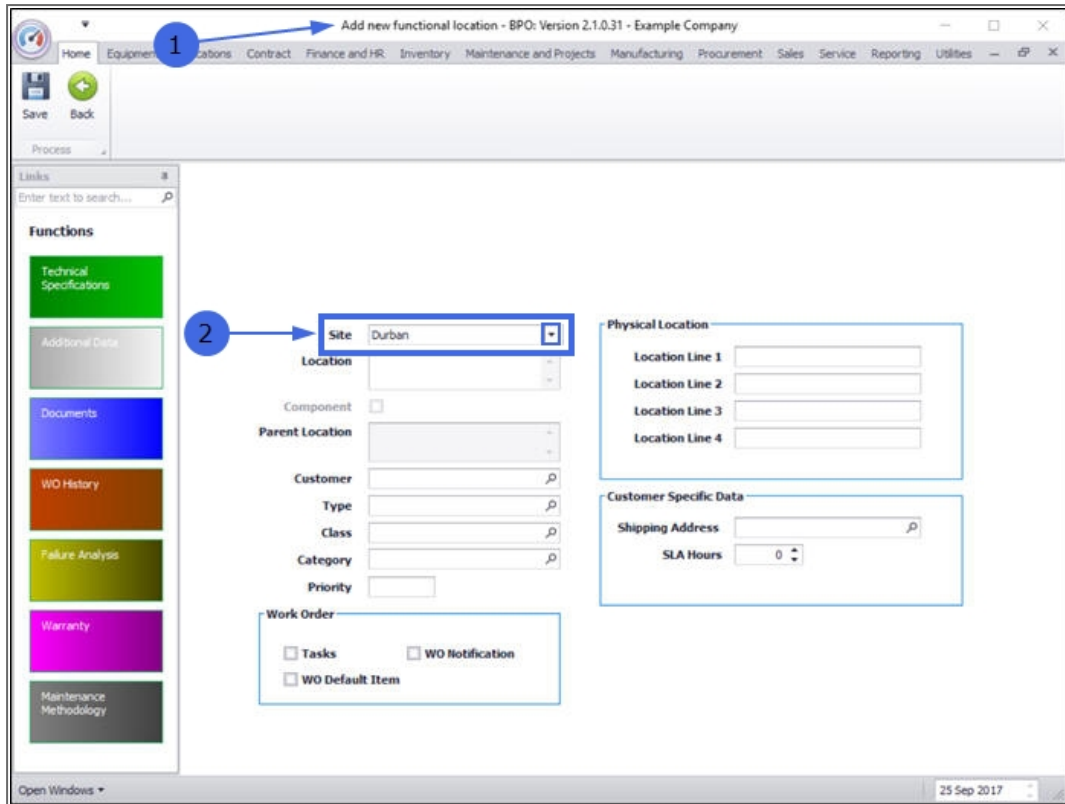 Add new functional location - BPO: Version 2.1.0.31 - Example Company
1
Home Contract Finance and HR Inventory Maintenance and Projects Manufacturing Procurement Sales Service Reporting Utilities
Save Back
Process
Links
Enter text to search...
Functions
Technical
Specifications
Additional Data
Documents
WO History
Failure Analysis
Warranty
Maintenance
Methodology
2
Site Durban
Location
Component
Parent Location
Customer
Type
Class
Category
Priority
Work Order
Tasks WO Notification
WO Default Item
Physical Location
Location Line 1
Location Line 2
Location Line 3
Location Line 4
Customer Specific Data
Shipping Address
SLA Hours 0
Open Windows 25 Sep 2017